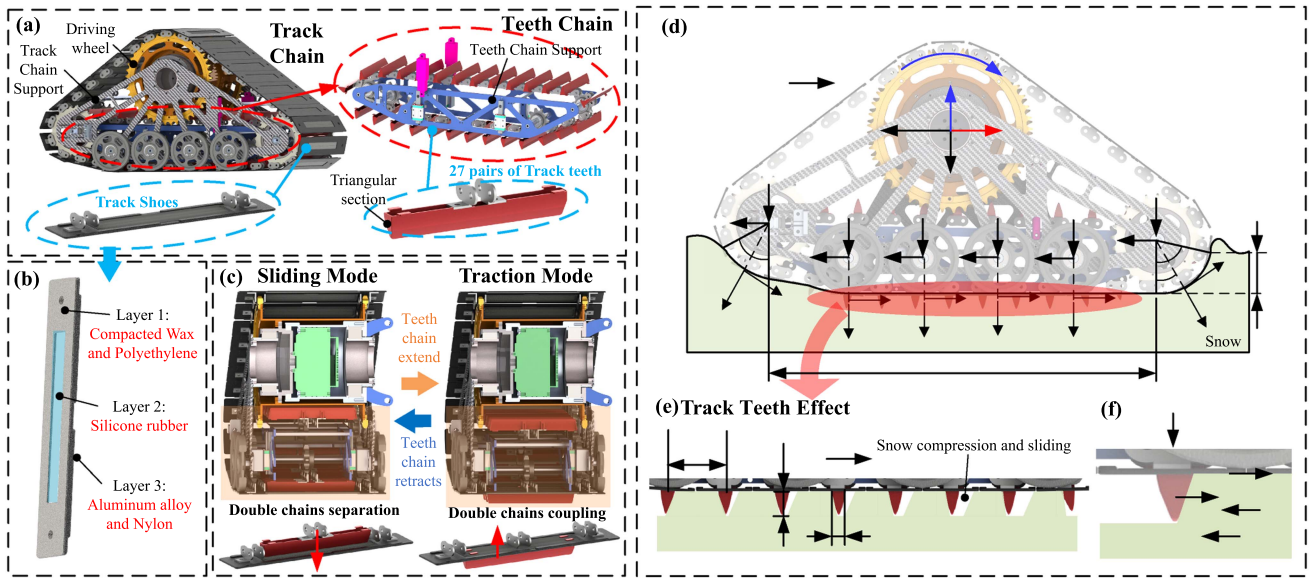 (a)
Driving
wheel
Track
Chain
Track
Chain
Support
Teeth Chain
Teeth Chain Support
Track Shoes
27 pairs of Track teeth
Triangular
section
(b)
Layer 1:
Compacted Wax
and Polyethylene
Layer 2:
Silicone rubber
Layer 3:
Aluminum alloy
and Nylon
(c)
Sliding Mode
Traction Mode
Teeth
chain
extend
Teeth
chain
retracts
Double chains separation
Double chains coupling
(d)
Snow
(e) Track Teeth Effect
Snow compression and sliding
(f)